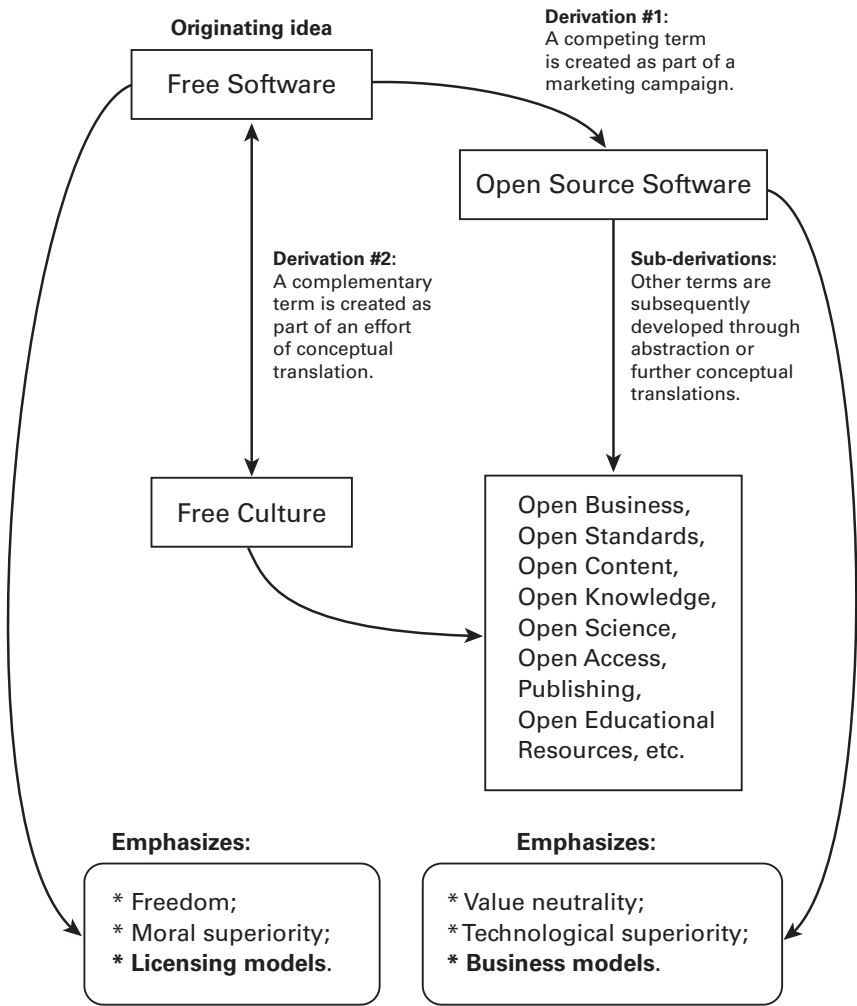 Originating idea
Free Software
Derivation #1:
A competing term
is created as part of a
marketing campaign.
Open Source Software
Derivation #2:
A complementary
term is created as
part of an effort
of conceptual
translation.
Sub-derivations:
Other terms are
subsequently
developed through
abstraction or
further conceptual
translations.
Free Culture
Open Business,
Open Standards,
Open Content,
Open Knowledge,
Open Science,
Open Access,
Publishing,
Open Educational
Resources, etc.
Emphasizes:
* Freedom;
* Moral superiority;
* Licensing models.
Emphasizes:
* Value neutrality;
* Technological superiority;
* Business models.